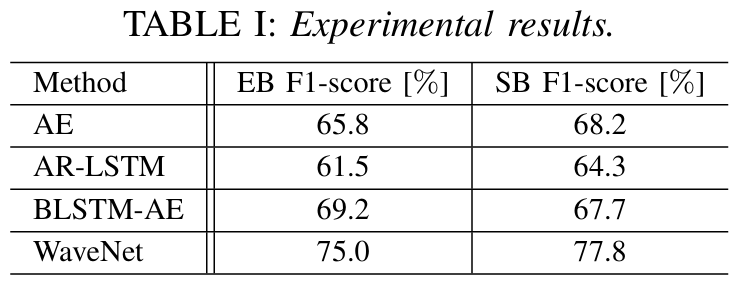 TABLE I: Experimental results.
Method EB F1-score [%] SB F1-score [%]
AE 65.8 68.2
AR-LSTM 61.5 64.3
BLSTM-AE 69.2 67.7
WaveNet 75.0 77.8